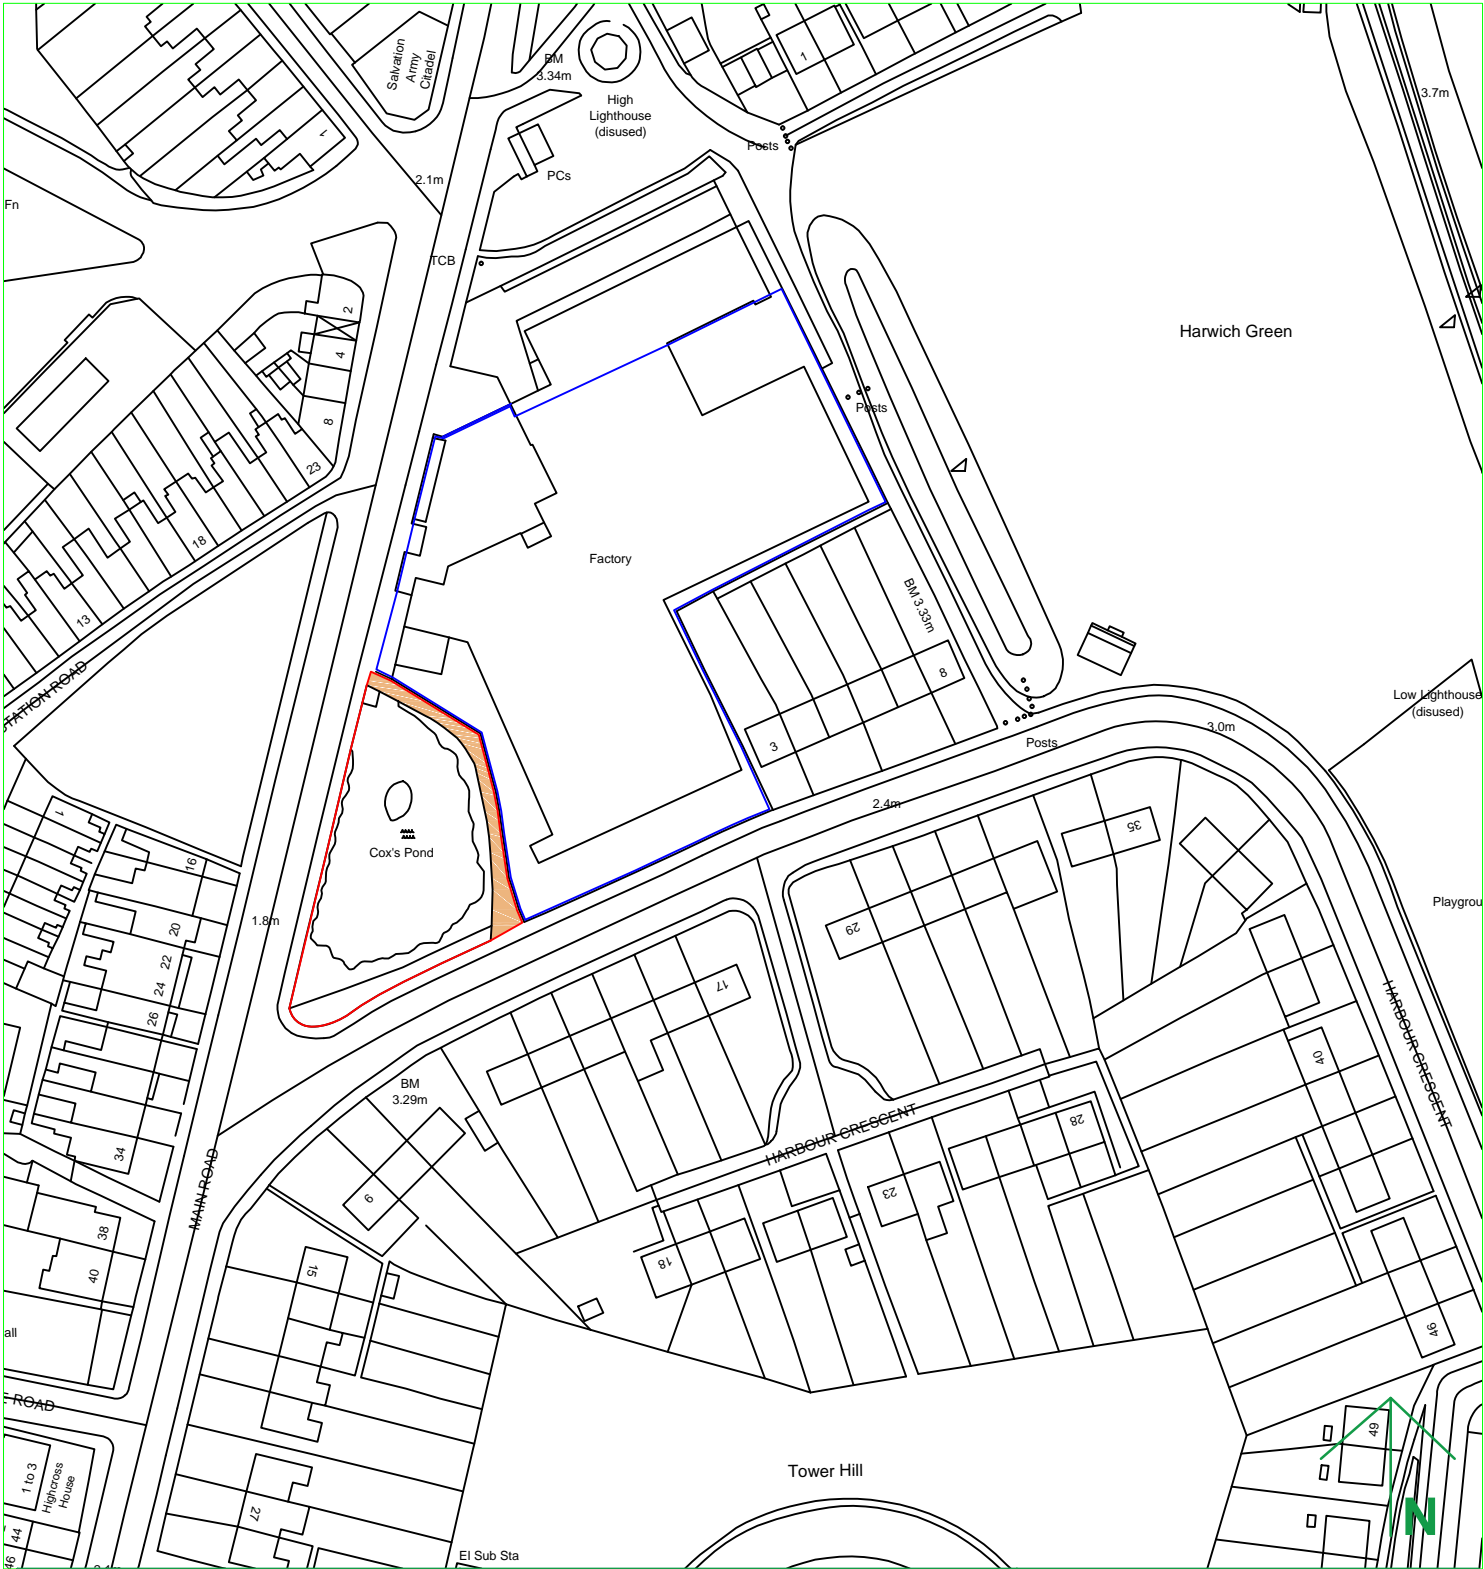 Salvation
Army
Citadel
BM
3.34m
1
3.7m
High
Lighthouse
(disused)
1
Posts
2.1m
PCs
Fn
TCB
2
Harwich Green
4
Posts
8
23
18
Factory
BM 3.33m
13
8
STATION ROAD
Low Lighthouse
(disused)
3.0m
3
Posts
2.4m
1
35
Cox's Pond
16
Playgrou
1.8m
20
29
22
24
17
26
HARBOUR CRESCENT
40
BM
3.29m
HARBOUR CRESCENT
28
34
MAIN ROAD
9
23
38
18
15
40
all
46
E ROAD
49
1 to 3
Highcross
House
Tower Hill
27
N
44
El Sub Sta
46